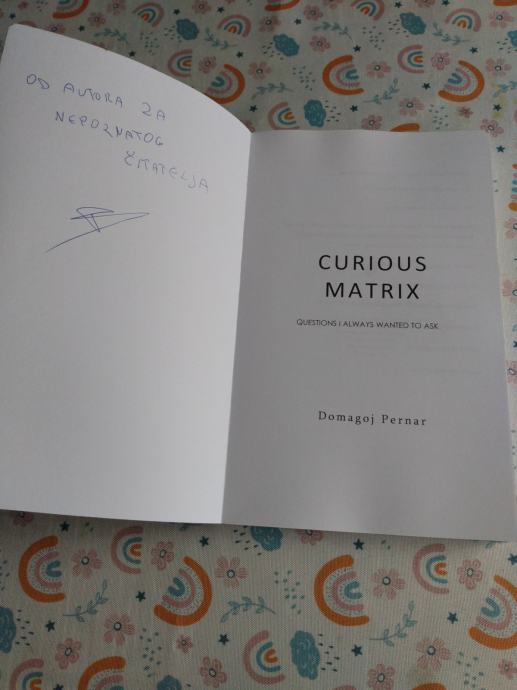 OD AUTORA ZA
NEPOZNATOG
ČITATELJA
CURIOUS
MATRIX
QUESTIONS I ALWAYS WANTED TO ASK
Domagoj Pernar